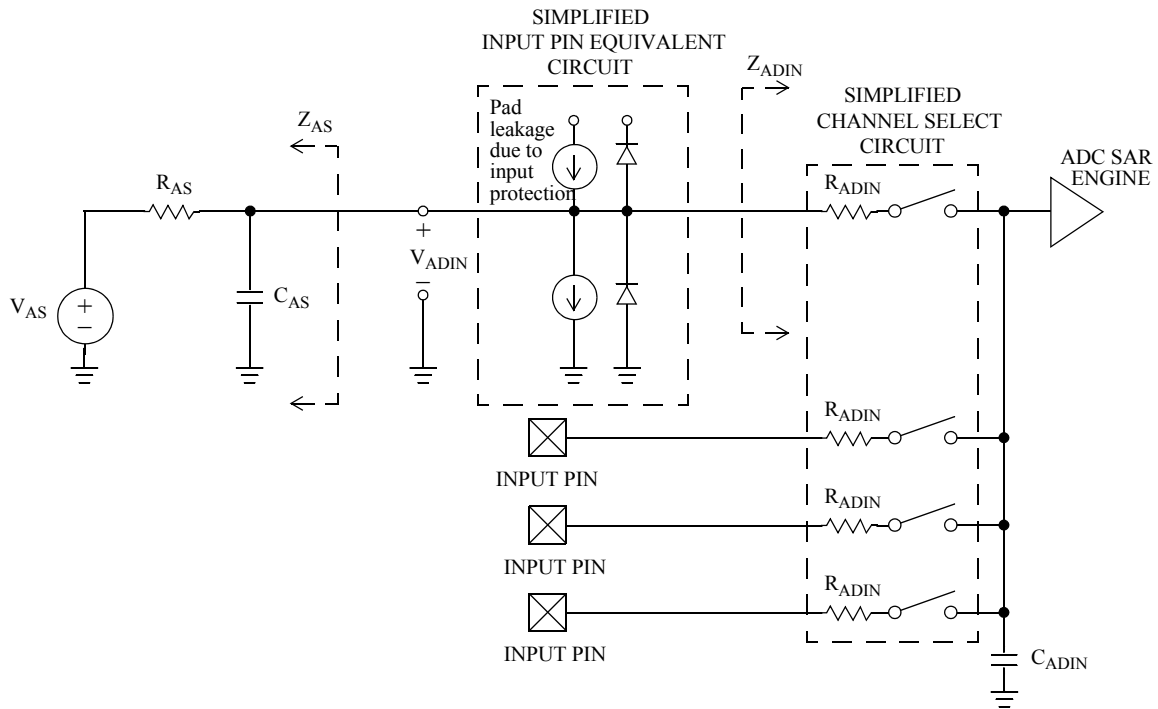 SIMPLIFIED
INPUT PIN EQUIVALENT
CIRCUIT
Z_ADIN
SIMPLIFIED
CHANNEL SELECT
CIRCUIT
ADC SAR
ENGINE
Pad
leakage
due to
input
protection
Z_AS
R_AS
R_ADIN
+
V_ADIN
−
C_AS
V_AS
+
−
R_ADIN
INPUT PIN
R_ADIN
INPUT PIN
R_ADIN
INPUT PIN
C_ADIN